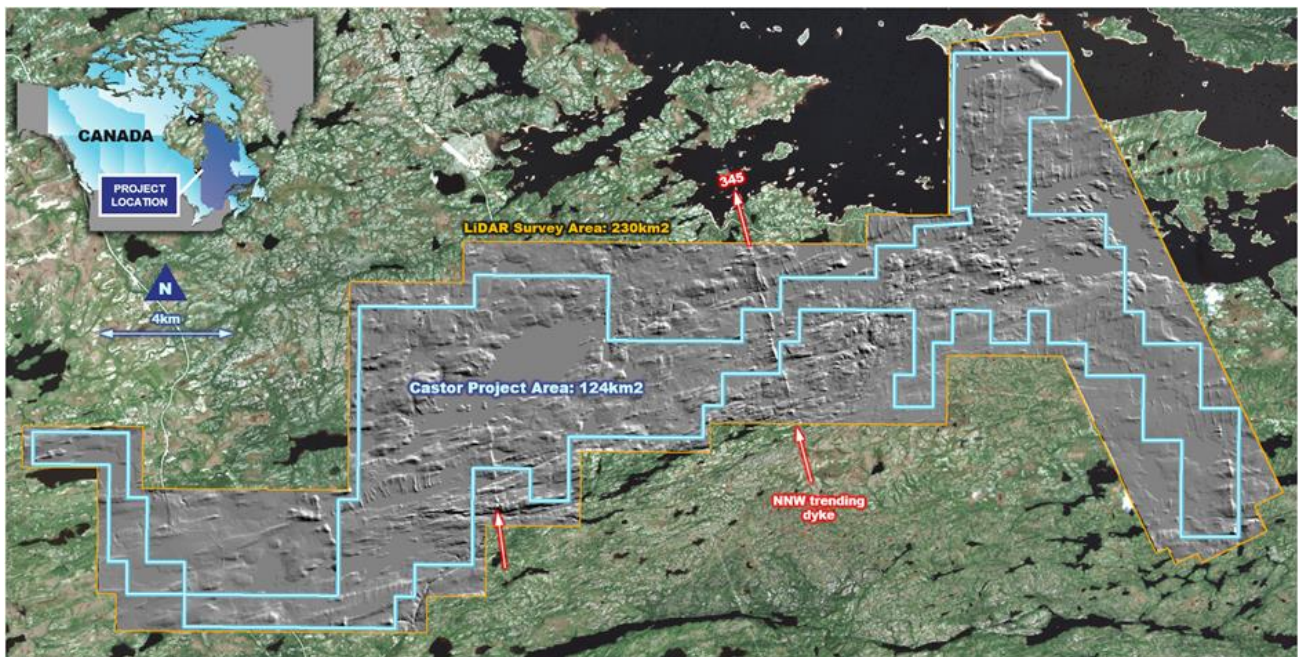 CANADA
PROJECT
LOCATION
345
LiDAR Survey Area: 230km2
N
4km
Castor Project Area: 124km2
NNW trending
dyke